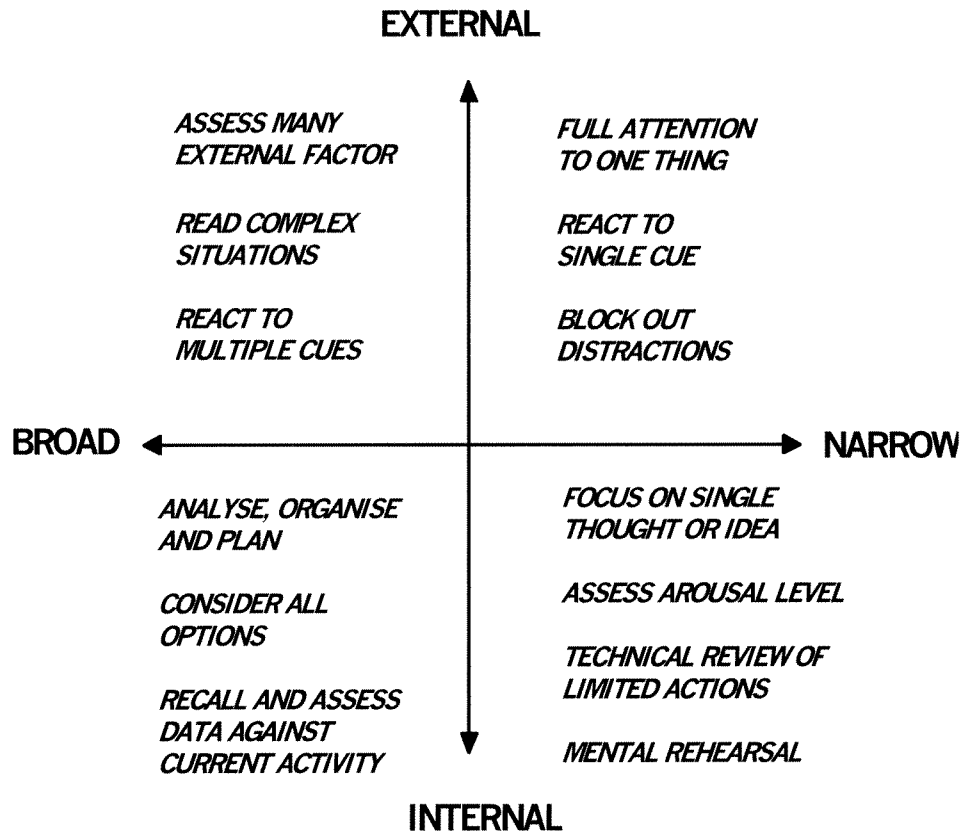 EXTERNAL
ASSESS MANY
EXTERNAL FACTOR
READ COMPLEX
SITUATIONS
REACT TO
MULTIPLE CUES
FULL ATTENTION
TO ONE THING
REACT TO
SINGLE CUE
BLOCK OUT
DISTRACTIONS
BROAD
NARROW
ANALYSE, ORGANISE
AND PLAN
CONSIDER ALL
OPTIONS
RECALL AND ASSESS
DATA AGAINST
CURRENT ACTIVITY
FOCUS ON SINGLE
THOUGHT OR IDEA
ASSESS AROUSAL LEVEL
TECHNICAL REVIEW OF
LIMITED ACTIONS
MENTAL REHEARSAL
INTERNAL